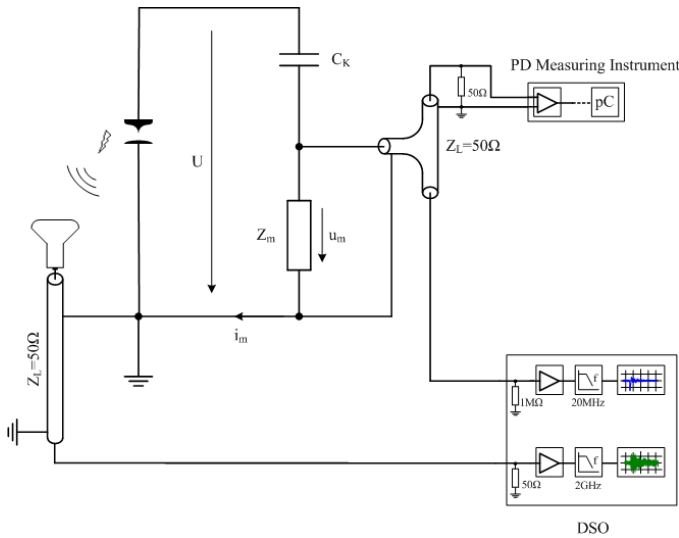 C_K
PD Measuring Instrument
50Ω
pC
Z_L=50Ω
U
Z_m
u_m
i_m
Z_L=50Ω
1MΩ
f
20MHz
50Ω
f
2GHz
DSO